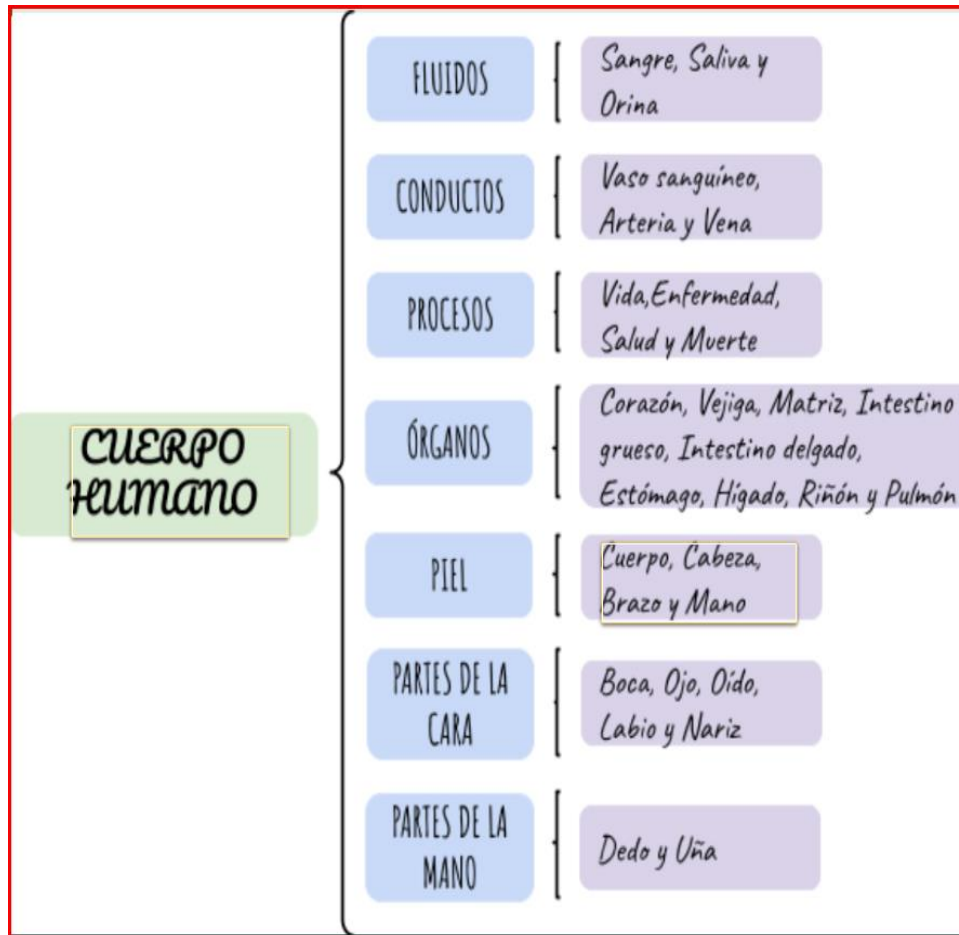 FLUIDOS
Sangre, Saliva y
Orina
CONDUCTOS
Vaso sanguíneo,
Arteria y Vena
PROCESOS
Vida,Enfermedad,
Salud y Muerte
CUERPO
HUMANO
ÓRGANOS
Corazón, Vejiga, Matriz, Intestino
grueso, Intestino delgado,
Estómago, Hígado, Riñón y Pulmón
PIEL
Cuerpo, Cabeza,
Brazo y Mano
PARTES DE LA
CARA
Boca, Ojo, Oído,
Labio y Nariz
PARTES DE LA
MANO
Dedo y Uña